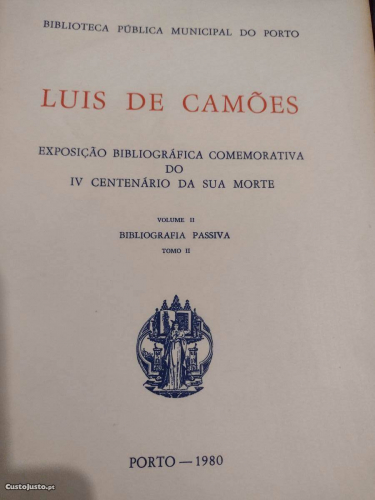 BIBLIOTECA PÚBLICA MUNICIPAL DO PORTO
LUIS DE CAMÕES
EXPOSIÇÃO BIBLIOGRÁFICA COMEMORATIVA
DO
IV CENTENÁRIO DA SUA MORTE
VOLUME II
BIBLIOGRAFIA PASSIVA
TOMO II
PORTO — 1980
CustoJusto.pt